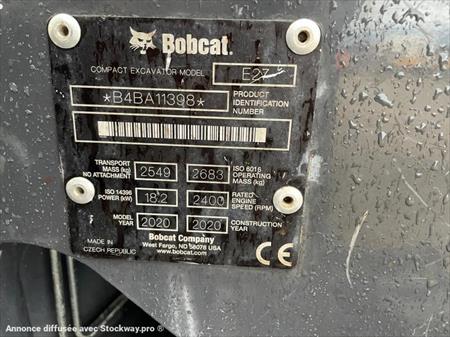 Bobcat.
COMPACT EXCAVATOR MODEL E27
*B4BA11398*
PRODUCT IDENTIFICATION NUMBER
TRANSPORT MASS (kg) NO ATTACHMENT 2549
2683 ISO 6016 OPERATING MASS (kg)
ISO 14396 POWER (kW) 18.2
2400 RATED ENGINE SPEED (RPM)
MODEL YEAR 2020
2020 CONSTRUCTION YEAR
MADE IN CZECH REPUBLIC
Bobcat Company
West Fargo, ND 58078 USA
www.bobcat.com
CE
Annonce diffusée avec Stockway.pro ®